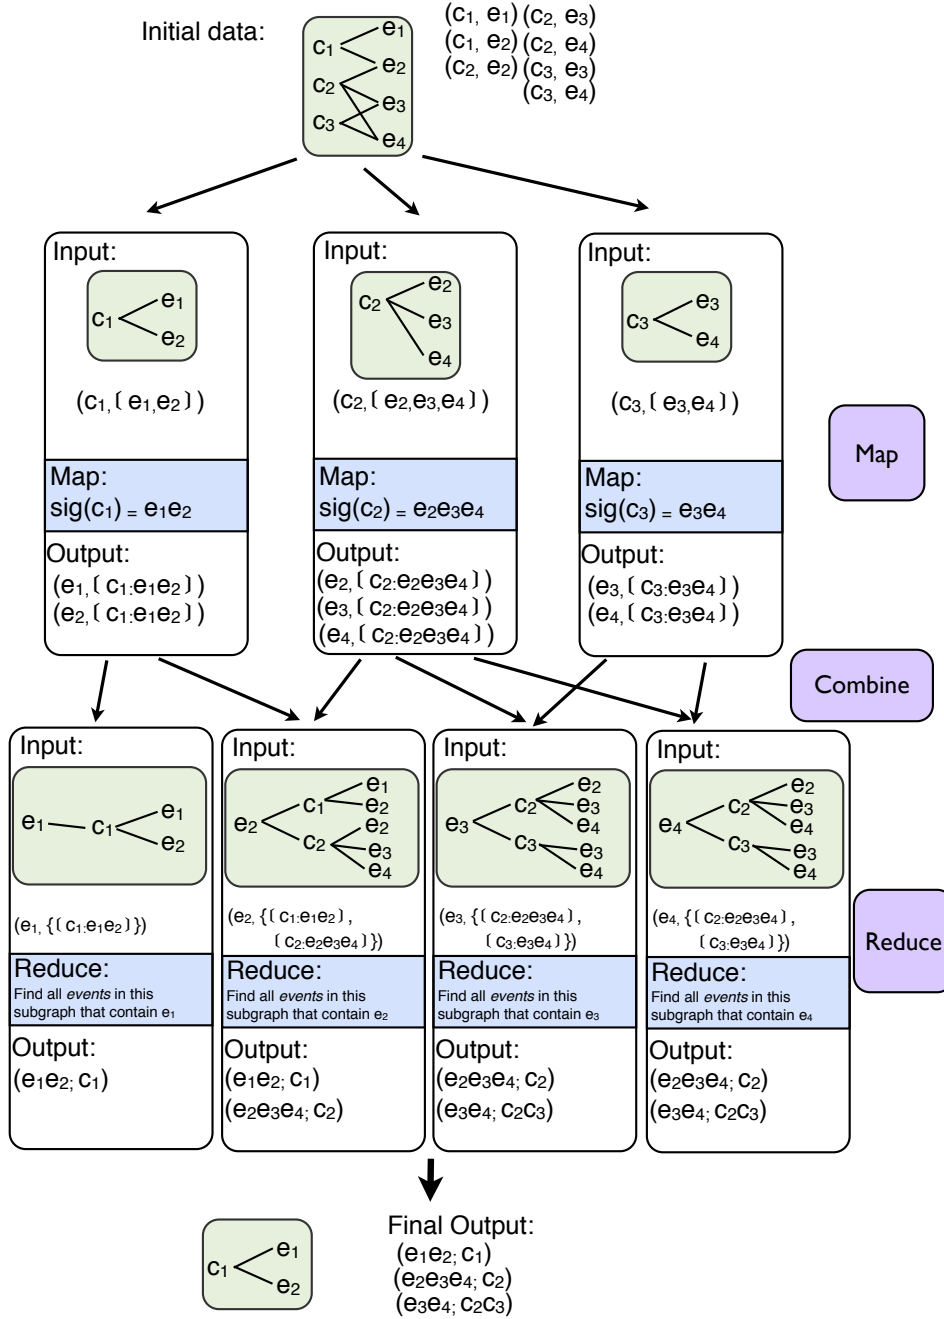 Initial data:
c₁ e₁
e₂
c₂
e₃
c₃
e₄
(c₁, e₁) (c₂, e₃)
(c₁, e₂) (c₂, e₄)
(c₂, e₂) (c₃, e₃)
(c₃, e₄)
Input:
c₁ e₁
e₂
(c₁, [ e₁,e₂ ] )
Map:
sig(c₁) = e₁e₂
Output:
(e₁, [ c₁:e₁e₂ ] )
(e₂, [ c₁:e₁e₂ ] )
Input:
c₂ e₂
e₃
e₄
(c₂, [ e₂,e₃,e₄ ] )
Map:
sig(c₂) = e₂e₃e₄
Output:
(e₂, [ c₂:e₂e₃e₄ ] )
(e₃, [ c₂:e₂e₃e₄ ] )
(e₄, [ c₂:e₂e₃e₄ ] )
Input:
c₃ e₃
e₄
(c₃, [ e₃,e₄ ] )
Map:
sig(c₃) = e₃e₄
Output:
(e₃, [ c₃:e₃e₄ ] )
(e₄, [ c₃:e₃e₄ ] )
Map
Combine
Input:
e₁ c₁ e₁
e₂
(e₁, {[ c₁:e₁e₂ ]})
Reduce:
Find all events in this
subgraph that contain e₁
Output:
(e₁e₂; c₁)
Input:
e₂ c₁ e₁
e₂
c₂ e₂
e₃
e₄
(e₂, {[ c₁:e₁e₂ ] ,
[ c₂:e₂e₃e₄ ]})
Reduce:
Find all events in this
subgraph that contain e₂
Output:
(e₁e₂; c₁)
(e₂e₃e₄; c₂)
Input:
e₃ c₂ e₂
e₃
e₄
c₃ e₃
e₄
(e₃, {[ c₂:e₂e₃e₄ ] ,
[ c₃:e₃e₄ ]})
Reduce:
Find all events in this
subgraph that contain e₃
Output:
(e₂e₃e₄; c₂)
(e₃e₄; c₂c₃)
Input:
e₄ c₂ e₂
e₃
e₄
c₃ e₃
e₄
(e₄, {[ c₂:e₂e₃e₄ ] ,
[ c₃:e₃e₄ ]})
Reduce:
Find all events in this
subgraph that contain e₄
Output:
(e₂e₃e₄; c₂)
(e₃e₄; c₂c₃)
Reduce
c₁ e₁
e₂
Final Output:
(e₁e₂; c₁)
(e₂e₃e₄; c₂)
(e₃e₄; c₂c₃)